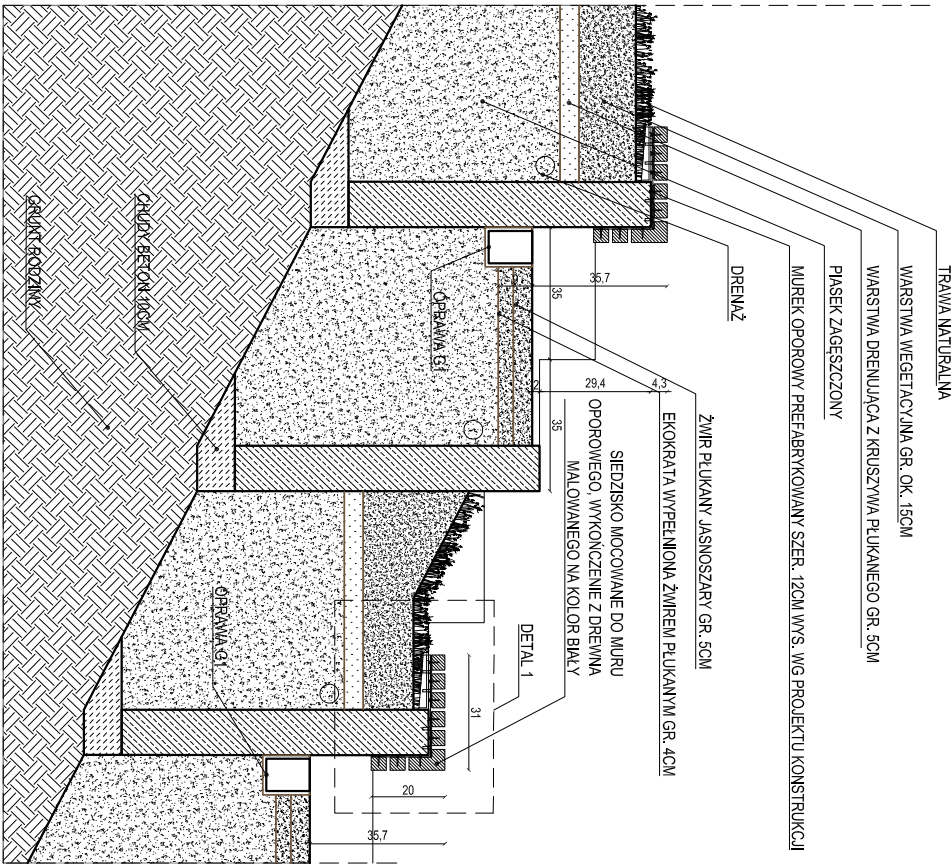 TRAWA NATURALNA
WARSTWA WEGETACYJNA GR. OK. 15CM
WARSTWA DRENUJĄCA Z KRUSZYWA PŁUKANEGO GR. 5CM
PIASEK ZAGĘSZCZONY
MUREK OPOROWY PREFABRYKOWANY SZER. 12CM WYS. WG PROJEKTU KONSTRUKCJI
DRENAŻ
ŻWIR PŁUKANY JASNOSZARY GR. 5CM
EKOKRATA WYPEŁNIONA ŻWIREM PŁUKANYM GR. 4CM
SIEDZISKO MOCOWANE DO MURU
OPOROWEGO, WYKOŃCZENIE Z DREWNA
MALOWANEGO NA KOLOR BIAŁY
DETAL 1
OPRAWA G1
OPRAWA G1
CHUDY BETON 10CM
GRUNT RODZIMY
35,7
35
2
29,4
4,3
35
31
20
35,7